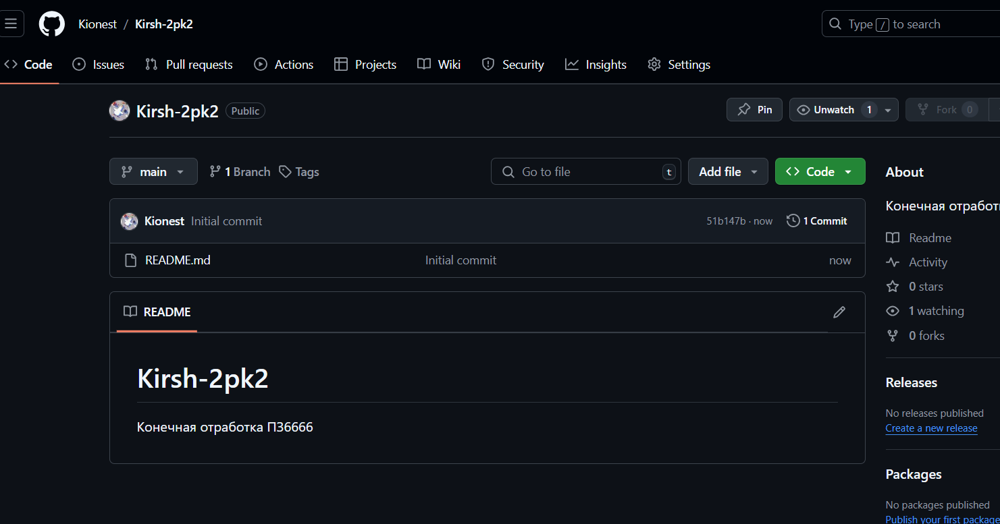 Kionest / Kirsh-2pk2
Type / to search
Code Issues Pull requests Actions Projects Wiki Security Insights Settings
Kirsh-2pk2 Public
Pin Unwatch 1 Fork 0
main 1 Branch Tags Go to file t Add file Code
Kionest Initial commit 51b147b · now 1 Commit
README.md Initial commit now
README
Kirsh-2pk2
Конечная отработка ПЗ6666
About
Конечная отработ
Readme
Activity
0 stars
1 watching
0 forks
Releases
No releases published
Create a new release
Packages
No packages published
Publish your first package